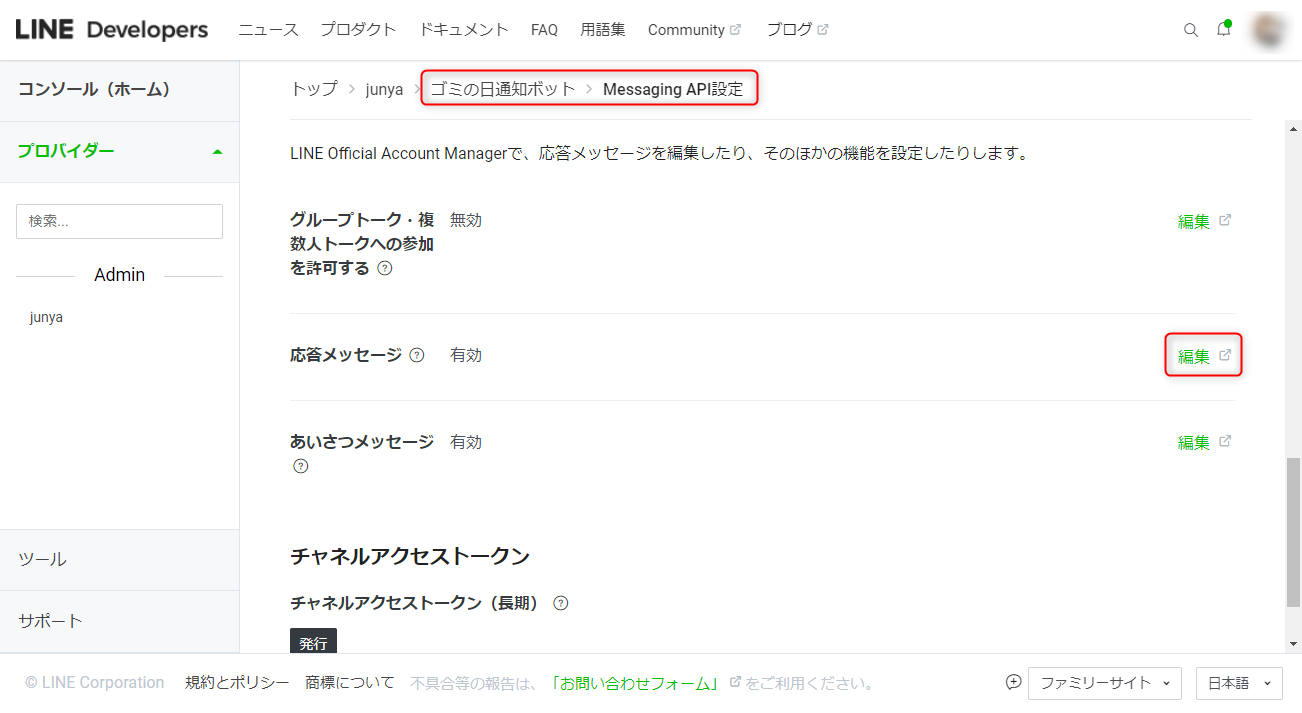 LINE Developers ニュース プロダクト ドキュメント FAQ 用語集 Community ブログ
コンソール（ホーム）
プロバイダー
検索...
Admin
junya
ツール
サポート
トップ > junya > ゴミの日通知ボット > Messaging API設定
LINE Official Account Managerで、応答メッセージを編集したり、そのほかの機能を設定したりします。
グループトーク・複 無効 編集
数人トークへの参加
を許可する ?
応答メッセージ ? 有効 編集
あいさつメッセージ 有効 編集
?
チャネルアクセストークン
チャネルアクセストークン（長期） ?
発行
© LINE Corporation 規約とポリシー 商標について 不具合等の報告は、「お問い合わせフォーム」をご利用ください。 ファミリーサイト 日本語